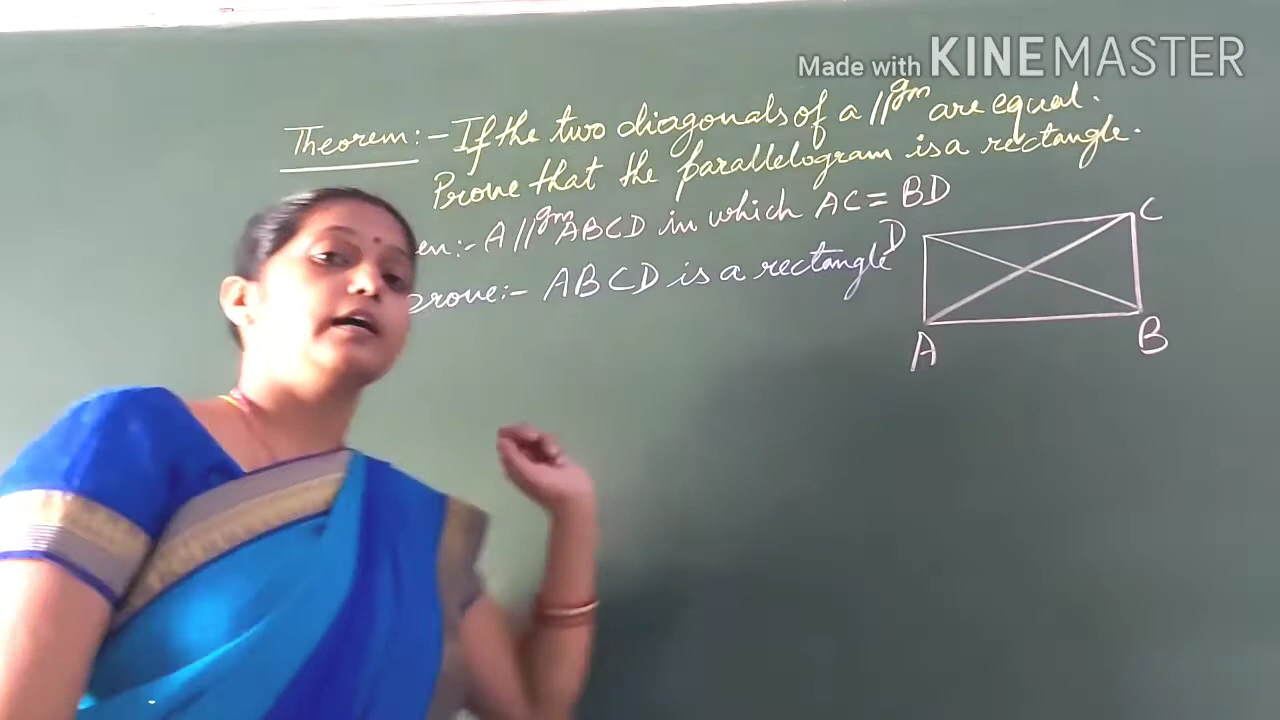 Made with KINEMASTER
Theorem:- If the two diagonals of a //gm are equal.
Prove that the parallelogram is a rectangle.
en:- A //gm ABCD in which AC = BD
prove:- ABCD is a rectangle
D C
A B